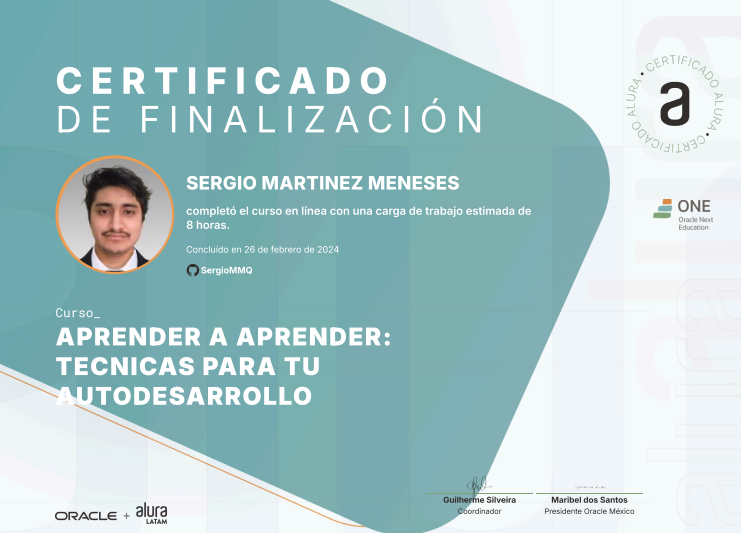 CERTIFICADO
DE FINALIZACIÓN
CERTIFICADO ALURA • CERTIFICADO ALURA •
a
SERGIO MARTINEZ MENESES
completó el curso en línea con una carga de trabajo estimada de
8 horas.
Concluido en 26 de febrero de 2024
SergioMMQ
ONE
Oracle Next
Education
Curso_
APRENDER A APRENDER:
TECNICAS PARA TU
AUTODESARROLLO
Guilherme Silveira
Coordinador
Maribel dos Santos
Presidente Oracle México
ORACLE + alura
LATAM